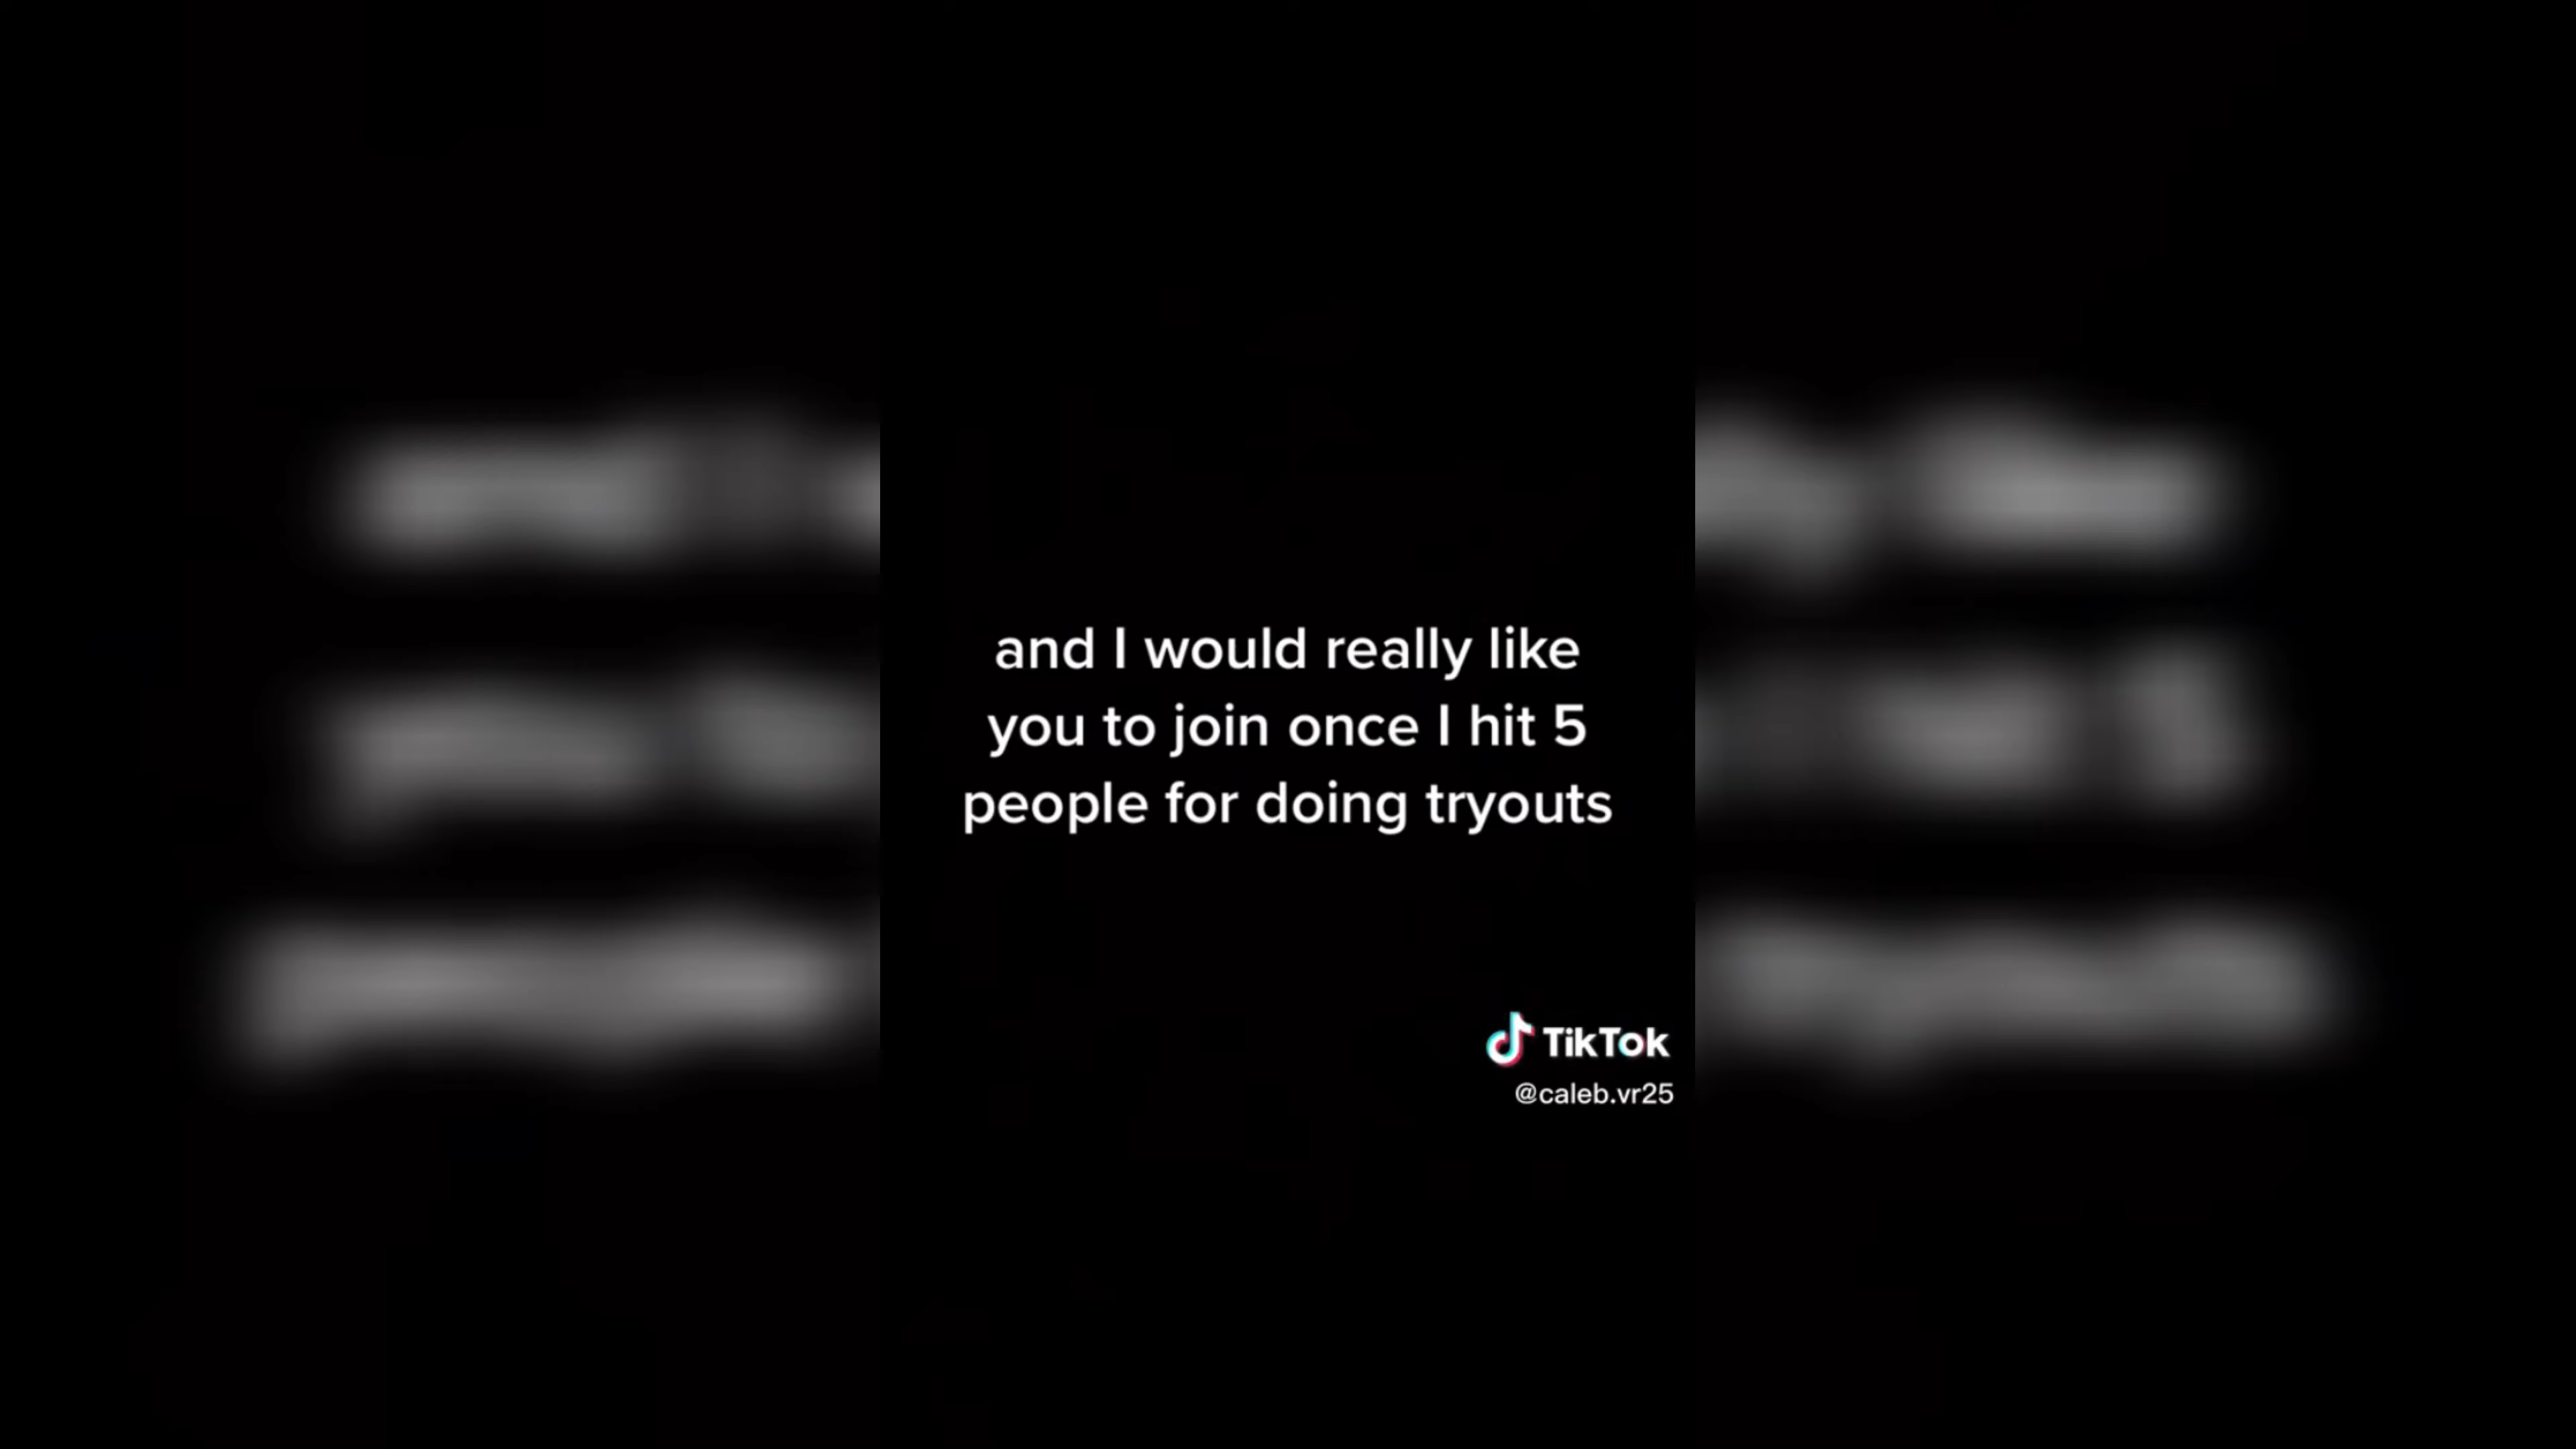 and I would really like
you to join once I hit 5
people for doing tryouts
TikTok
@caleb.vr25